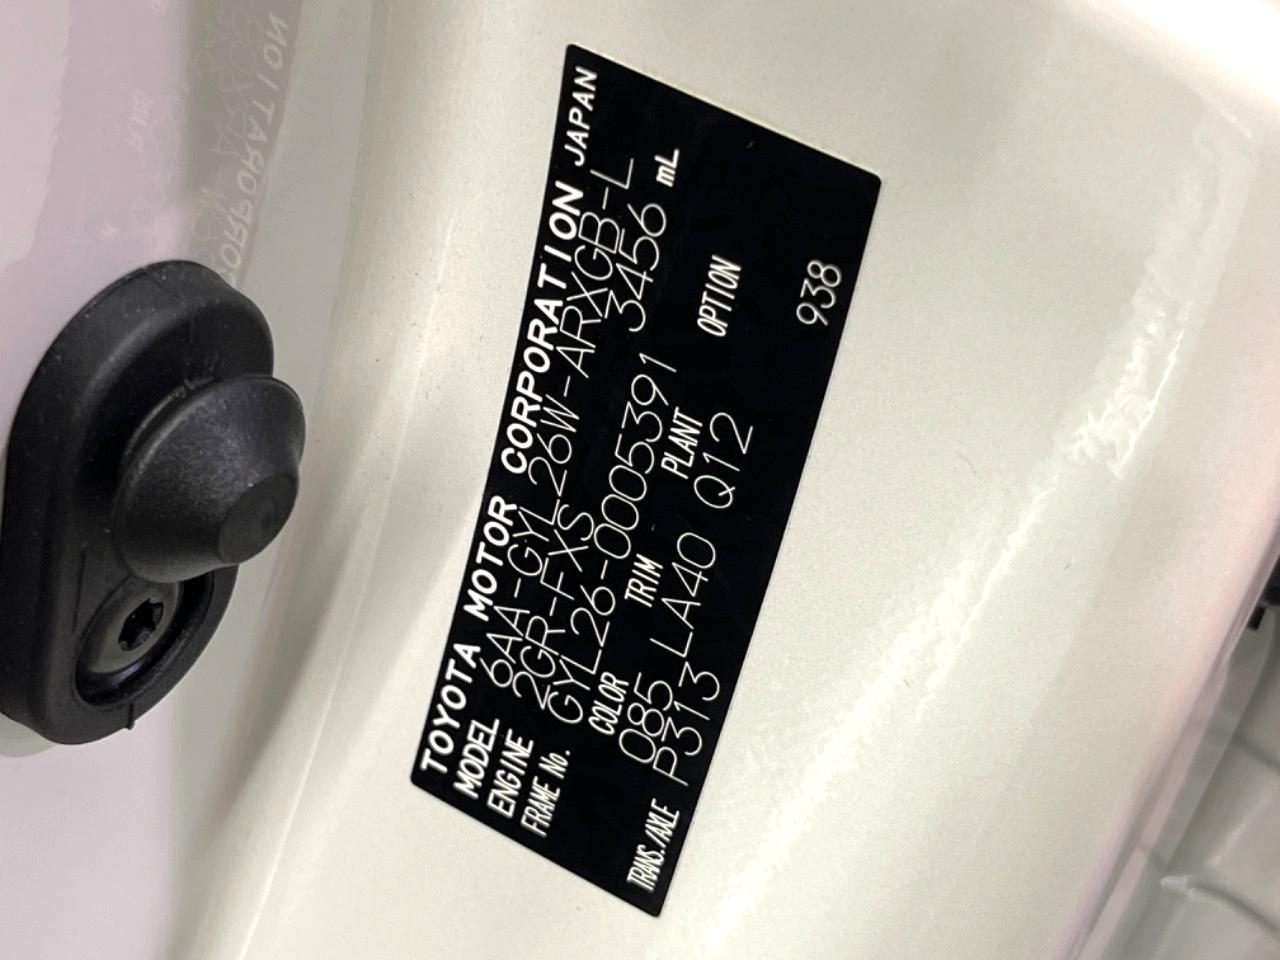 TOYOTA MOTOR CORPORATION JAPAN
MODEL 6AA-GYL26W-ARXGB-L
ENGINE 2GR-FXS 3456 mL
FRAME No. GYL26-0005391
COLOR TRIM PLANT OPTION
085 LA40 Q12
TRANS./AXLE P313 938